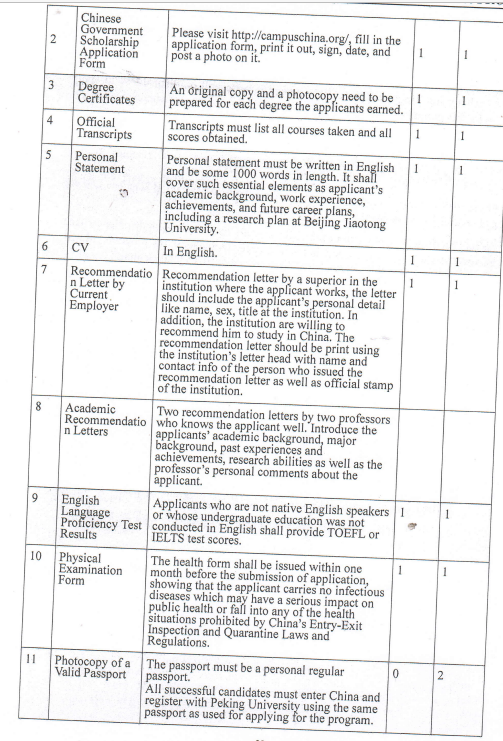 2
Chinese
Government
Scholarship
Application
Form
Please visit http://campuschina.org/, fill in the
application form, print it out, sign, date, and
post a photo on it.
1
1
3
Degree
Certificates
An original copy and a photocopy need to be
prepared for each degree the applicants earned.
1
1
4
Official
Transcripts
Transcripts must list all courses taken and all
scores obtained.
1
1
5
Personal
Statement
Personal statement must be written in English
and be some 1000 words in length. It shall
cover such essential elements as applicant's
academic background, work experience,
achievements, and future career plans,
including a research plan at Beijing Jiaotong
University.
1
1
6
CV
In English.
1
1
7
Recommendatio
n Letter by
Current
Employer
Recommendation letter by a superior in the
institution where the applicant works, the letter
should include the applicant's personal detail
like name, sex, title at the institution. In
addition, the institution are willing to
recommend him to study in China. The
recommendation letter should be print using
the institution's letter head with name and
contact info of the person who issued the
recommendation letter as well as official stamp
of the institution.
1
1
8
Academic
Recommendatio
n Letters
Two recommendation letters by two professors
who knows the applicant well. Introduce the
applicants' academic background, major
background, past experiences and
achievements, research abilities as well as the
professor's personal comments about the
applicant.
9
English
Language
Proficiency Test
Results
Applicants who are not native English speakers
or whose undergraduate education was not
conducted in English shall provide TOEFL or
IELTS test scores.
1
1
10
Physical
Examination
Form
The health form shall be issued within one
month before the submission of application,
showing that the applicant carries no infectious
diseases which may have a serious impact on
public health or fall into any of the health
situations prohibited by China's Entry-Exit
Inspection and Quarantine Laws and
Regulations.
1
1
11
Photocopy of a
Valid Passport
The passport must be a personal regular
passport.
All successful candidates must enter China and
register with Peking University using the same
passport as used for applying for the program.
0
2